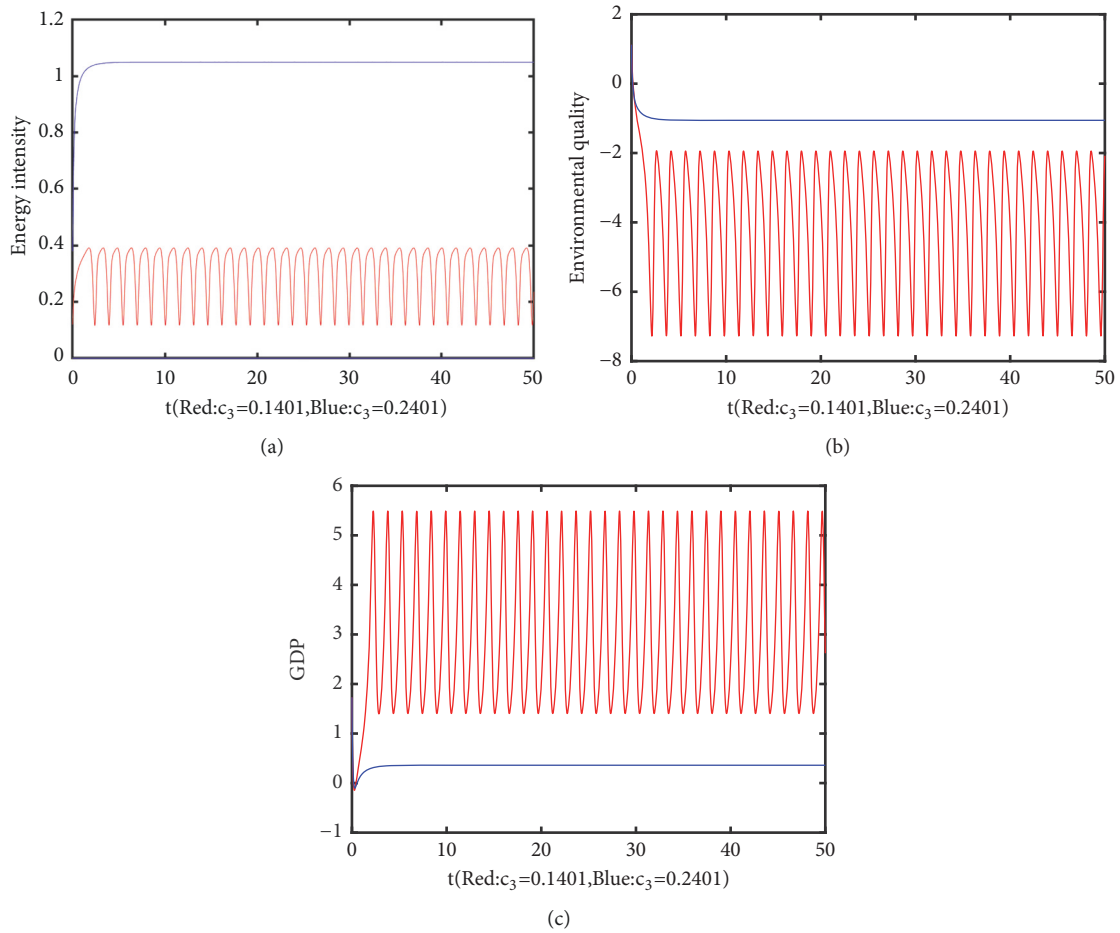 1.2
1
0.8
0.6
0.4
0.2
0
Energy intensity
0 10 20 30 40 50
t(Red:c₃=0.1401,Blue:c₃=0.2401)
(a)
2
0
−2
−4
−6
−8
Environmental quality
0 10 20 30 40 50
t(Red:c₃=0.1401,Blue:c₃=0.2401)
(b)
6
5
4
3
2
1
0
−1
GDP
0 10 20 30 40 50
t(Red:c₃=0.1401,Blue:c₃=0.2401)
(c)